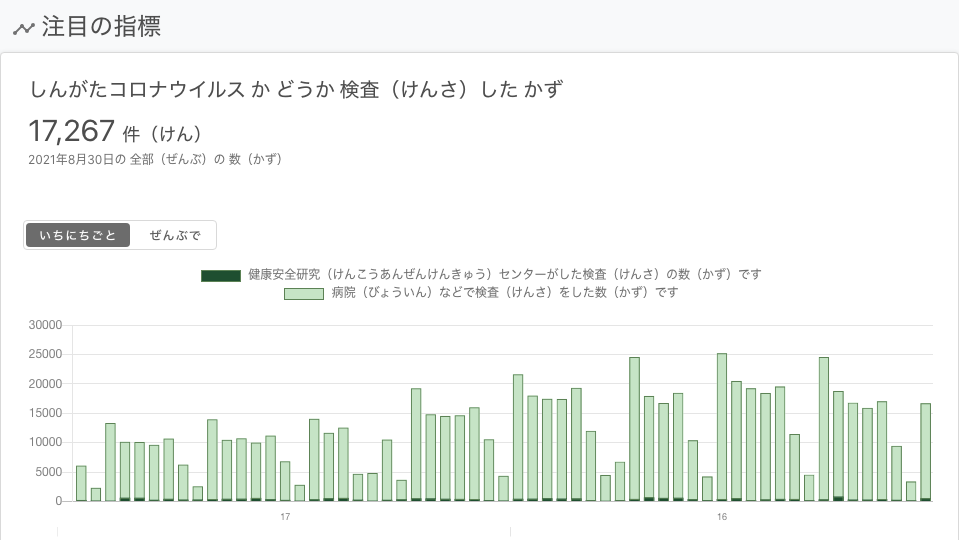 注目の指標
しんがたコロナウイルス か どうか 検査（けんさ）した かず
17,267 件（けん）
2021年8月30日の 全部（ぜんぶ）の 数（かず）
いちにちごと ぜんぶで
健康安全研究（けんこうあんぜんけんきゅう）センターがした検査（けんさ）の数（かず）です
病院（びょういん）などで検査（けんさ）をした数（かず）です
30000
25000
20000
15000
10000
5000
0
17 16